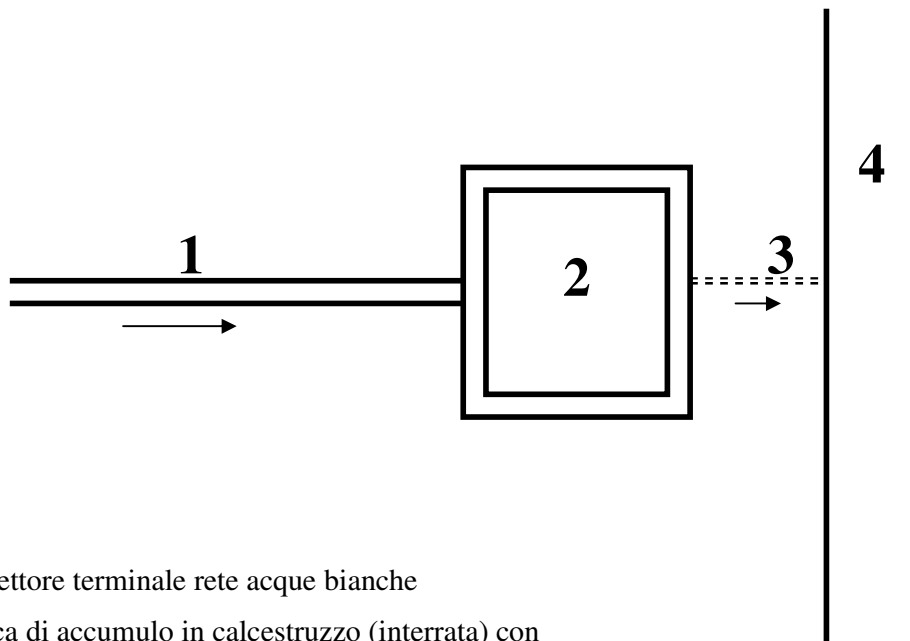 4
1
3
2
ettore terminale rete acque bianche
ca di accumulo in calcestruzzo (interrata) con